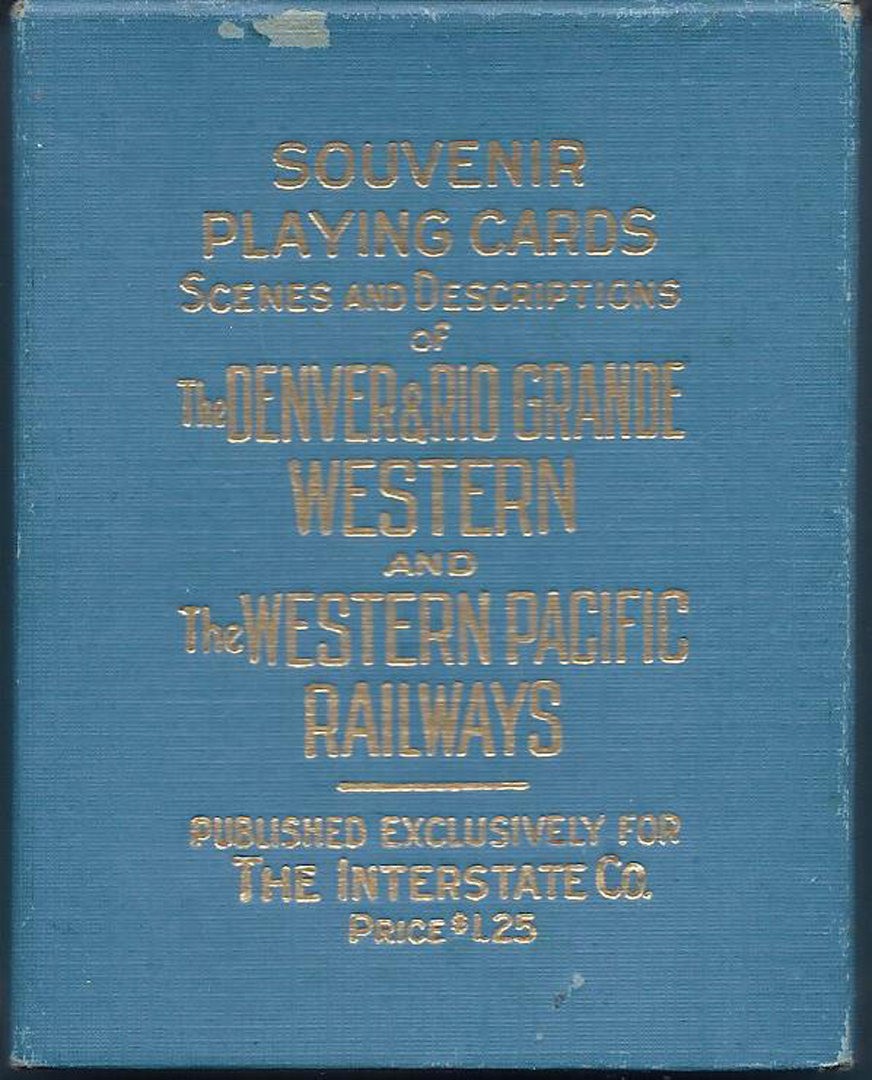 SOUVENIR
PLAYING CARDS
SCENES AND DESCRIPTIONS
of
The DENVER & RIO GRANDE
WESTERN
AND
The WESTERN PACIFIC
RAILWAYS
PUBLISHED EXCLUSIVELY FOR
THE INTERSTATE CO.
PRICE $1.25